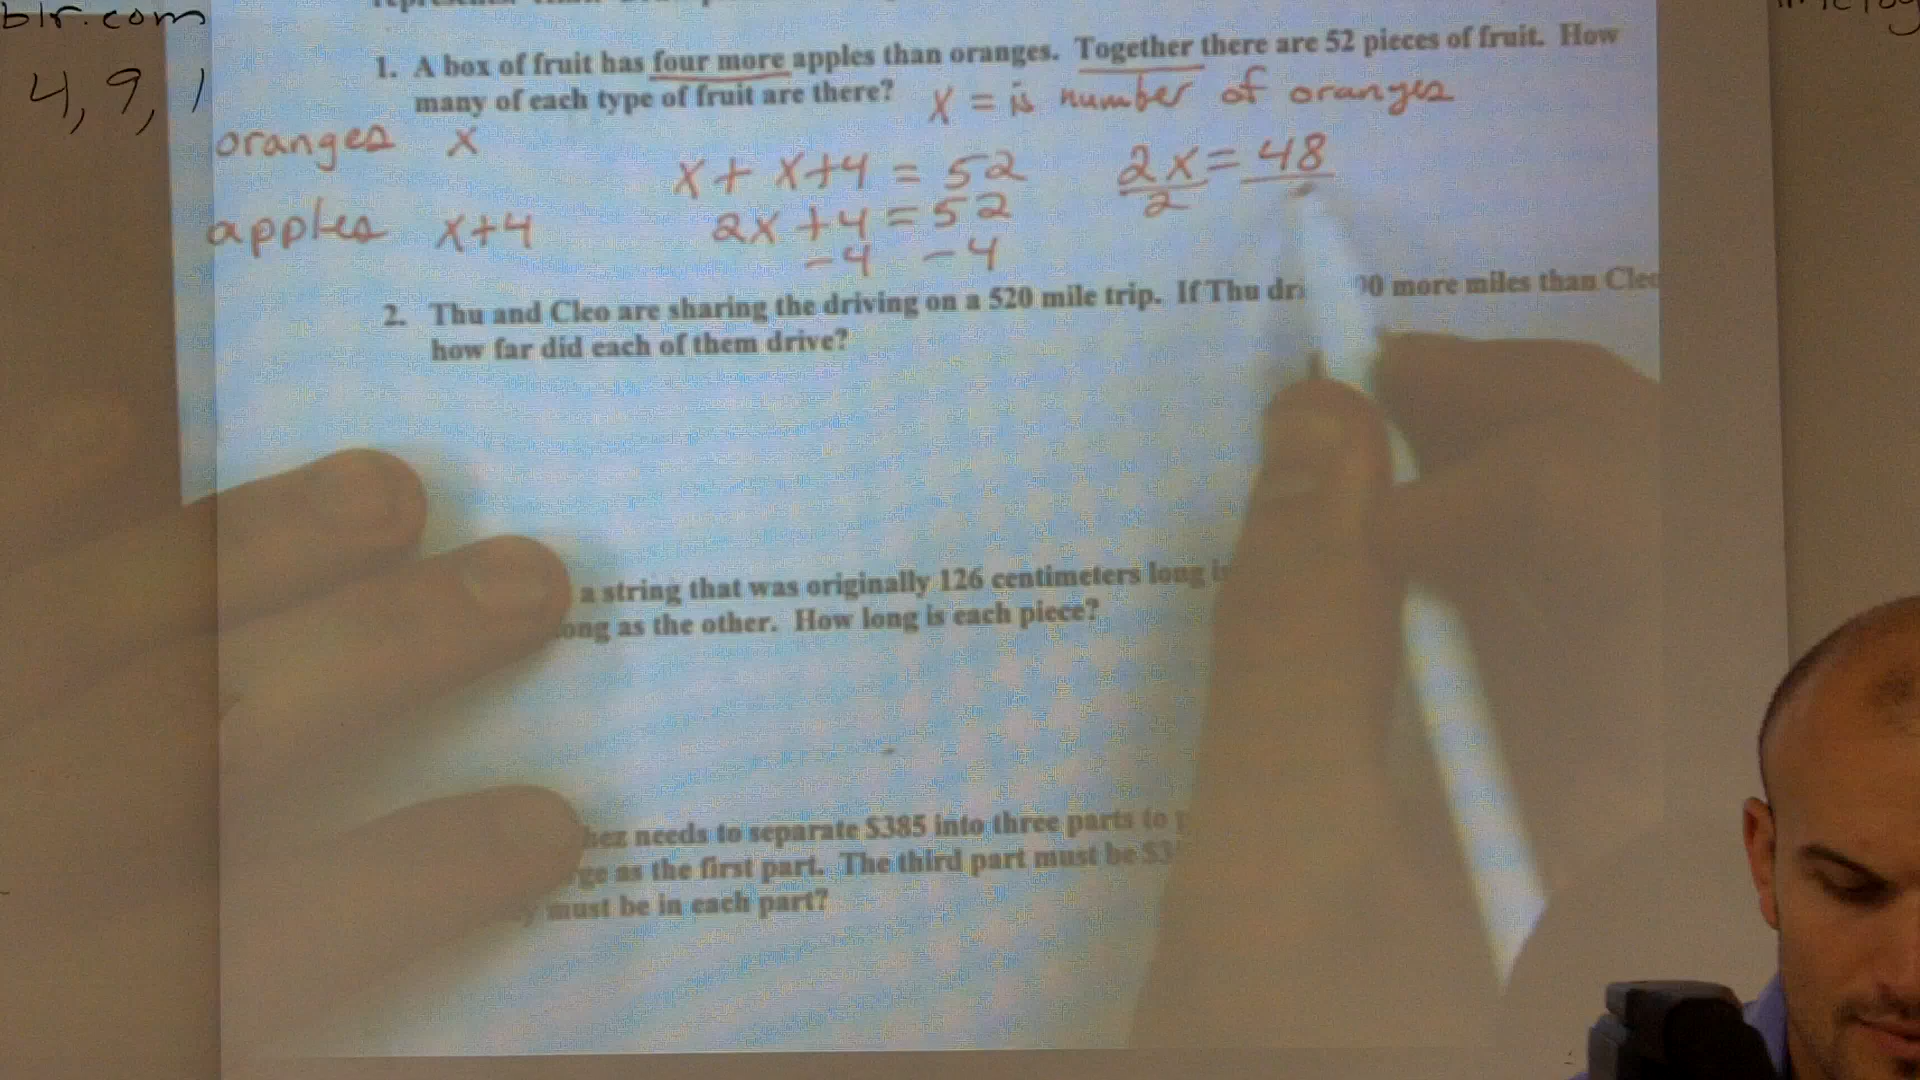 blr.com
4, 9, 1
1. A box of fruit has four more apples than oranges. Together there are 52 pieces of fruit. How
many of each type of fruit are there?
x = is number of oranges
oranges x
apples x+4
x + x+4 = 52
2x +4 = 52
-4 -4
2x = 48
2
2. Thu and Cleo are sharing the driving on a 520 mile trip. If Thu more miles than
how far did each of them drive?
a string that was originally 126 centimeters long
as the other. How long is each piece?
needs to separate $385 into three parts to
as the first part. The third part must be
must be in each part?